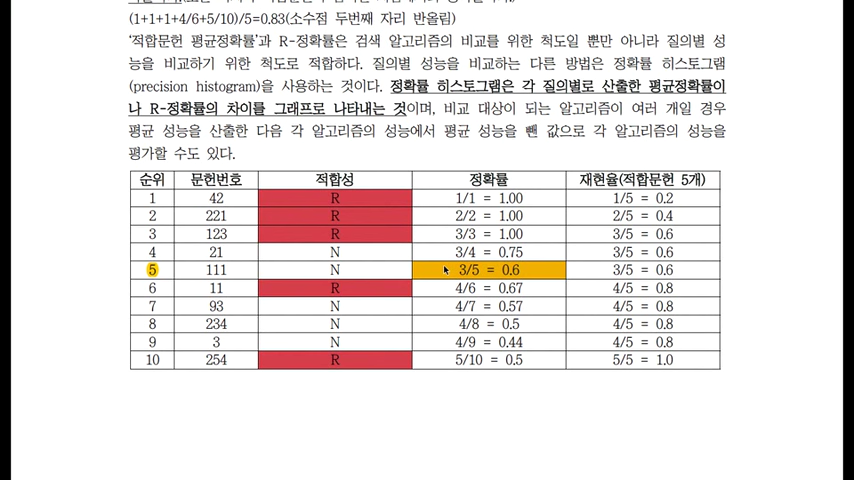 (1+1+1+4/6+5/10)/5=0.83(소수점 두번째 자리 반올림)
'적합문헌 평균정확률'과 R-정확률은 검색 알고리즘의 비교를 위한 척도일 뿐만 아니라 질의별 성
능을 비교하기 위한 척도로 적합하다. 질의별 성능을 비교하는 다른 방법은 정확률 히스토그램
(precision histogram)을 사용하는 것이다. 정확률 히스토그램은 각 질의별로 산출한 평균정확률이
나 R-정확률의 차이를 그래프로 나타내는 것이며, 비교 대상이 되는 알고리즘이 여러 개일 경우
평균 성능을 산출한 다음 각 알고리즘의 성능에서 평균 성능을 뺀 값으로 각 알고리즘의 성능을
평가할 수도 있다.
순위 문헌번호 적합성 정확률 재현율(적합문헌 5개)
1 42 R 1/1 = 1.00 1/5 = 0.2
2 221 R 2/2 = 1.00 2/5 = 0.4
3 123 R 3/3 = 1.00 3/5 = 0.6
4 21 N 3/4 = 0.75 3/5 = 0.6
5 111 N 3/5 = 0.6 3/5 = 0.6
6 11 R 4/6 = 0.67 4/5 = 0.8
7 93 N 4/7 = 0.57 4/5 = 0.8
8 234 N 4/8 = 0.5 4/5 = 0.8
9 3 N 4/9 = 0.44 4/5 = 0.8
10 254 R 5/10 = 0.5 5/5 = 1.0